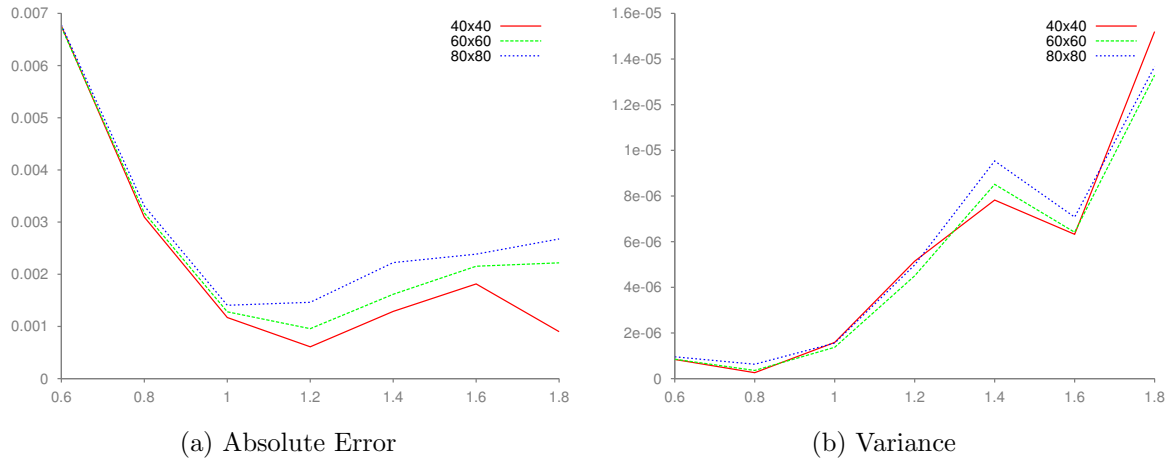 0.007
0.006
0.005
0.004
0.003
0.002
0.001
0
0.6
0.8
1
1.2
1.4
1.6
1.8
40x40
60x60
80x80
(a) Absolute Error
1.6e-05
1.4e-05
1.2e-05
1e-05
8e-06
6e-06
4e-06
2e-06
0
0.6
0.8
1
1.2
1.4
1.6
1.8
40x40
60x60
80x80
(b) Variance